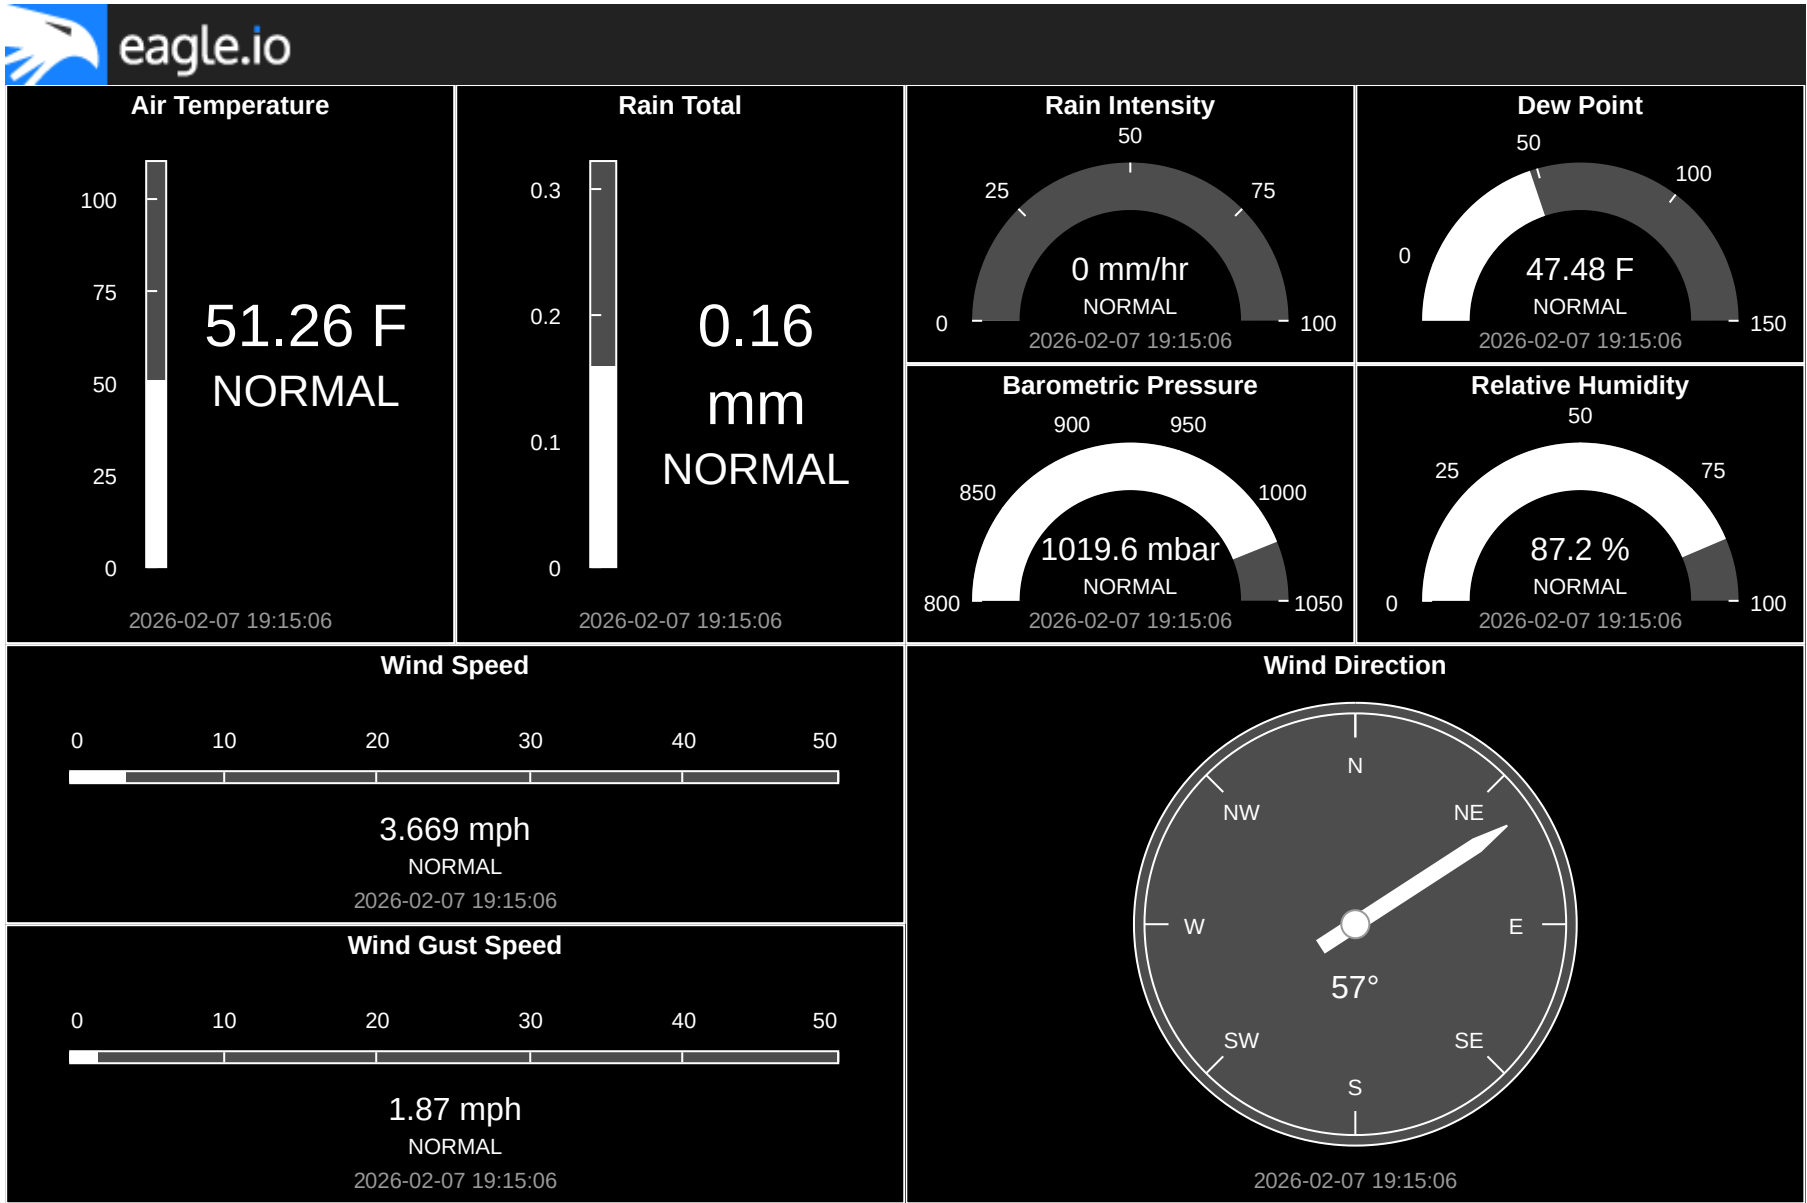 eagle.io
Air Temperature
100
75
50
25
0
51.26 F
NORMAL
2026-02-07 19:15:06
Rain Total
0.3
0.2
0.1
0
0.16
mm
NORMAL
2026-02-07 19:15:06
Rain Intensity
0
25
50
75
100
0 mm/hr
NORMAL
2026-02-07 19:15:06
Dew Point
0
50
100
150
47.48 F
NORMAL
2026-02-07 19:15:06
Barometric Pressure
800
850
900
950
1000
1050
1019.6 mbar
NORMAL
2026-02-07 19:15:06
Relative Humidity
0
25
50
75
100
87.2 %
NORMAL
2026-02-07 19:15:06
Wind Speed
0 10 20 30 40 50
3.669 mph
NORMAL
2026-02-07 19:15:06
Wind Gust Speed
0 10 20 30 40 50
1.87 mph
NORMAL
2026-02-07 19:15:06
Wind Direction
N
NW NE
W E
57°
SW SE
S
2026-02-07 19:15:06